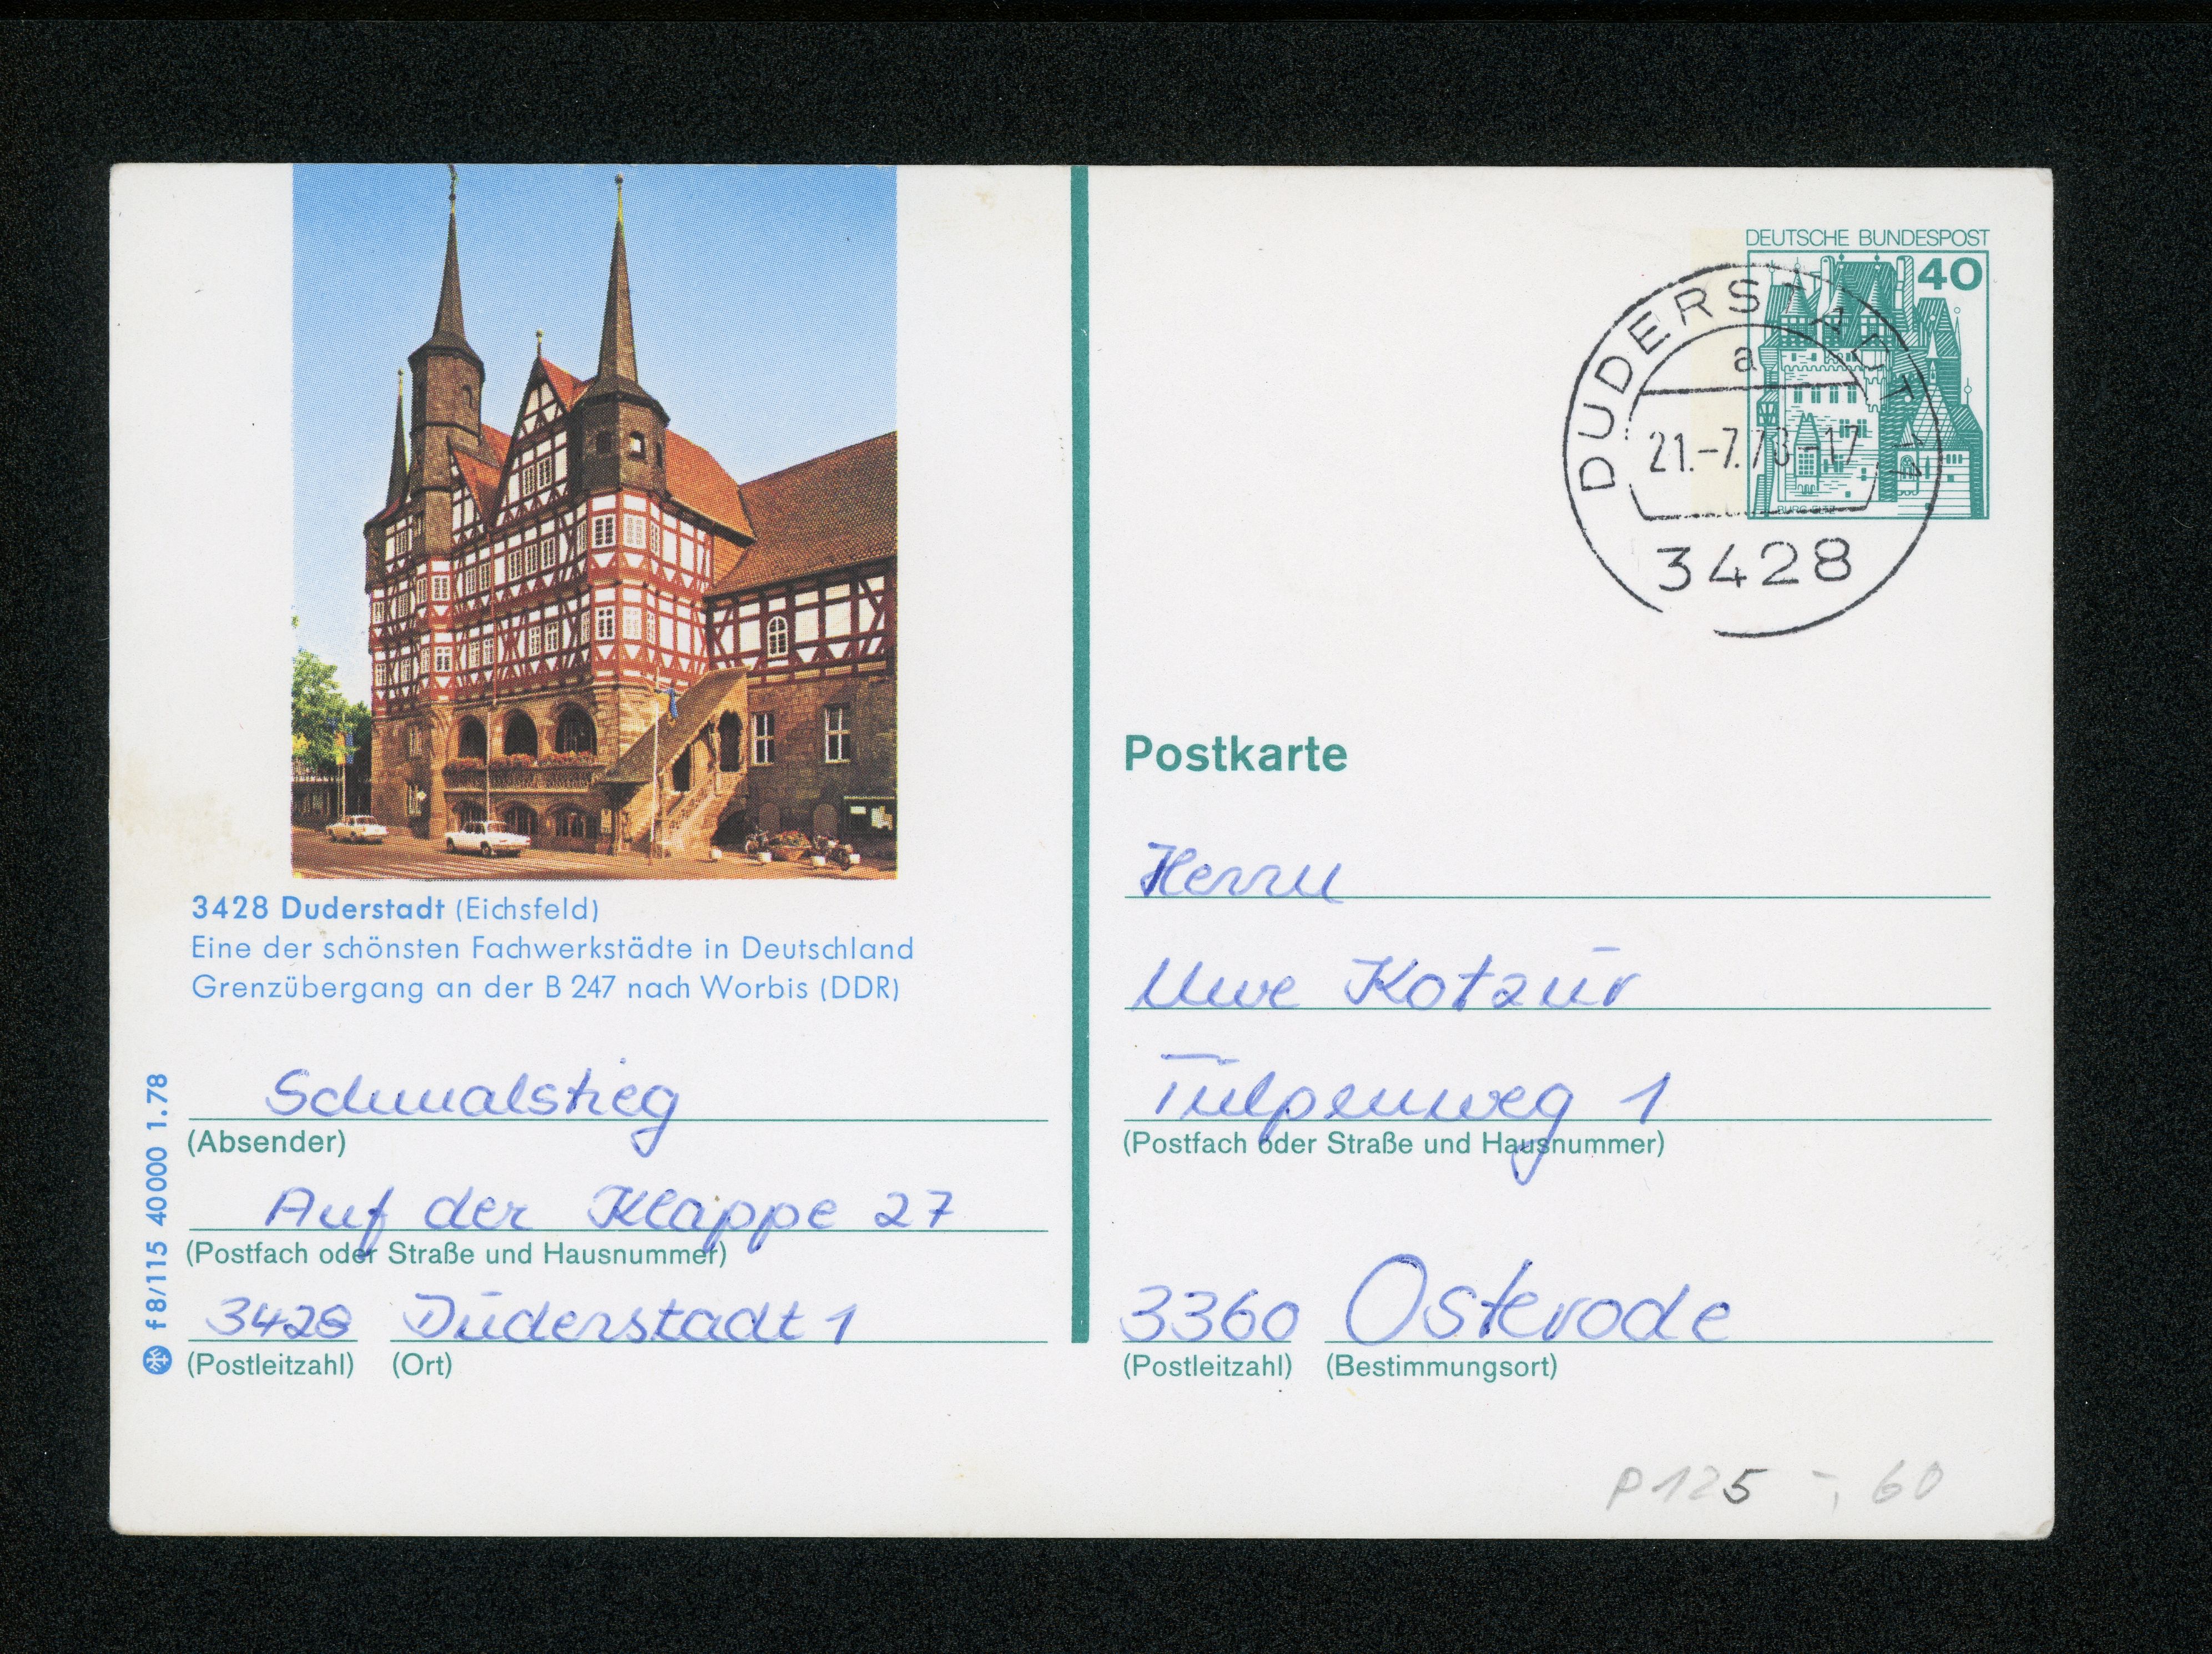 DEUTSCHE BUNDESPOST
40
BURG ELTZ
DUDERSTADT 11
a
21.-7.78-17
3428
3428 Duderstadt (Eichsfeld)
Eine der schönsten Fachwerkstädte in Deutschland
Grenzübergang an der B 247 nach Worbis (DDR)
f 8/115 40000 1.78
Schmalstieg
(Absender)
Auf der Klappe 27
(Postfach oder Straße und Hausnummer)
3428 Duderstadt 1
(Postleitzahl) (Ort)
Postkarte
Herrn
Uwe Kotzur
Tulpenweg 1
(Postfach oder Straße und Hausnummer)
3360 Osterode
(Postleitzahl) (Bestimmungsort)
P125 -,60